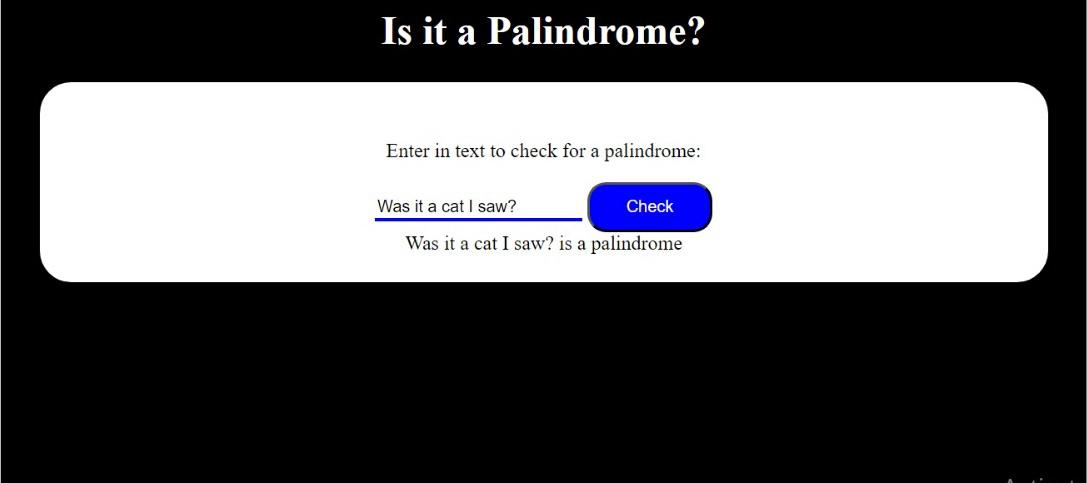 Is it a Palindrome?
Enter in text to check for a palindrome:
Was it a cat I saw? Check
Was it a cat I saw? is a palindrome